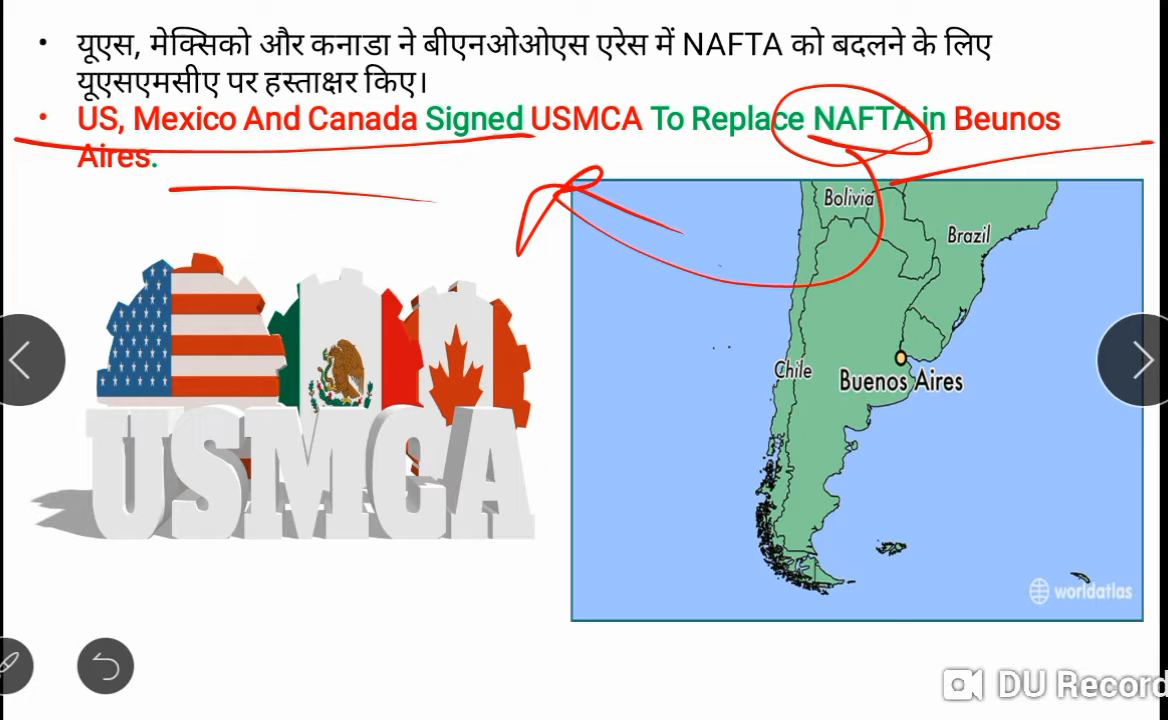 • यूएस, मेक्सिको और कनाडा ने बीएनओओएस एरेस में NAFTA को बदलने के लिए
यूएसएमसीए पर हस्ताक्षर किए।
• US, Mexico And Canada Signed USMCA To Replace NAFTA in Beunos
Aires.
Bolivia
Brazil
Chile
Buenos Aires
USMCA
worldatlas
DU Record